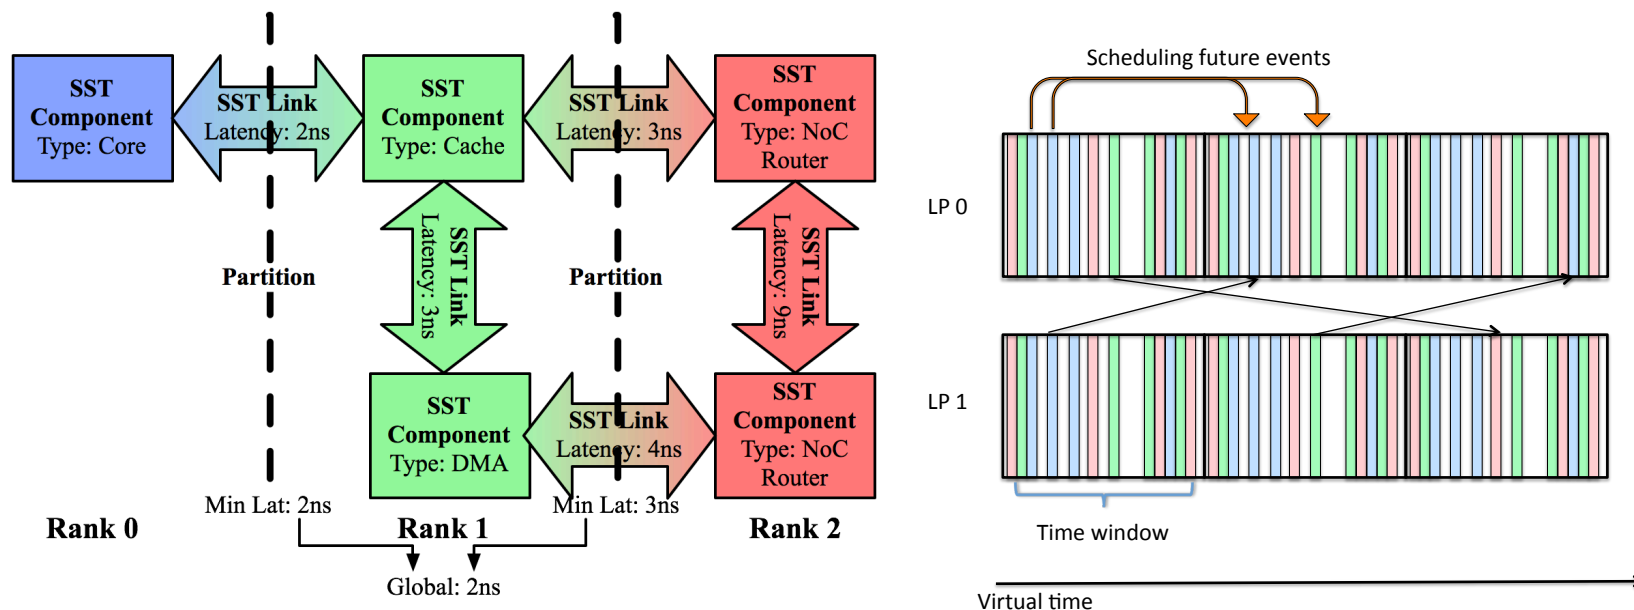 SST
Component
Type: Core
SST Link
Latency: 2ns
SST
Component
Type: Cache
SST Link
Latency: 3ns
SST
Component
Type: NoC
Router
SST Link
Latency: 3ns
SST Link
Latency: 9ns
Partition
Partition
SST
Component
Type: DMA
SST Link
Latency: 4ns
SST
Component
Type: NoC
Router
Min Lat: 2ns
Min Lat: 3ns
Rank 0
Rank 1
Rank 2
Global: 2ns
Scheduling future events
LP 0
LP 1
Time window
Virtual time